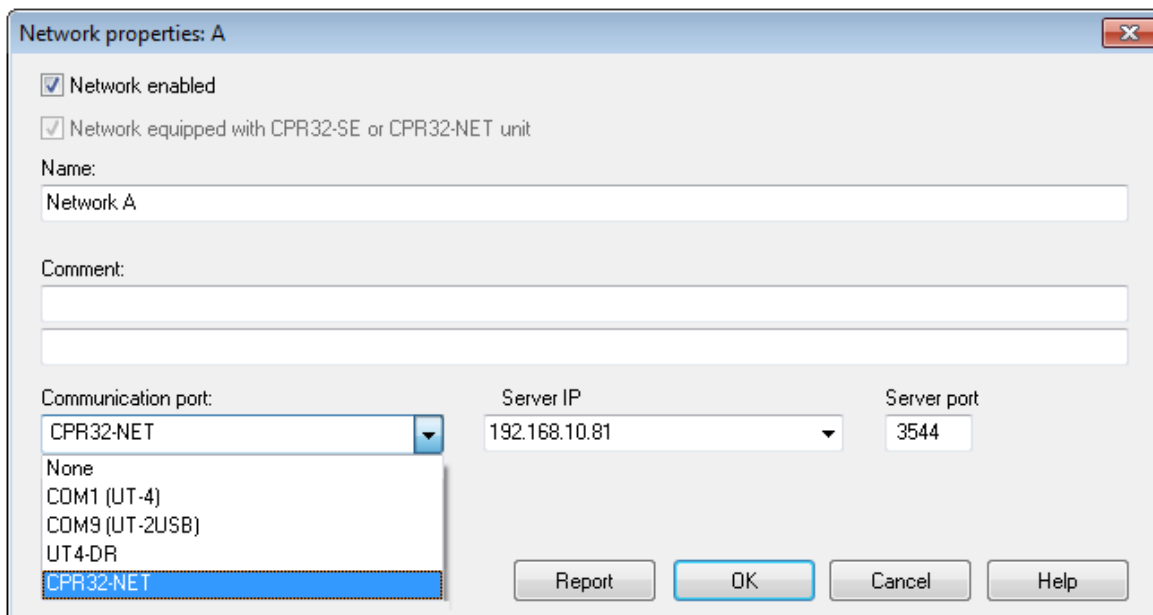 Network properties: A
Network enabled
Network equipped with CPR32-SE or CPR32-NET unit
Name:
Network A
Comment:
Communication port: Server IP Server port
CPR32-NET 192.168.10.81 3544
None
COM1 (UT-4)
COM9 (UT-2USB)
UT4-DR
CPR32-NET
Report OK Cancel Help